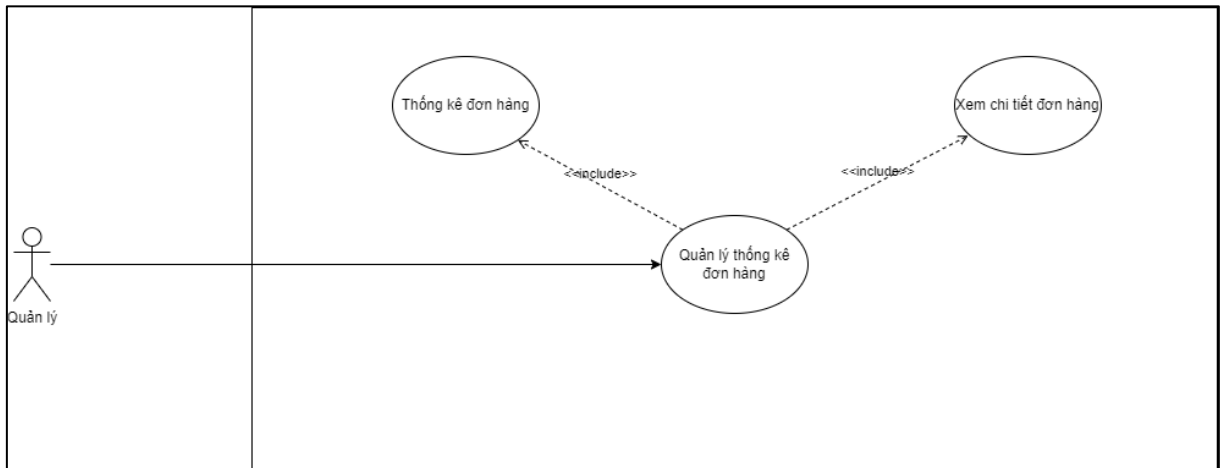 Thống kê đơn hàng
Xem chi tiết đơn hàng
<<include>>
<<include>>
Quản lý thống kê
đơn hàng
Quản lý